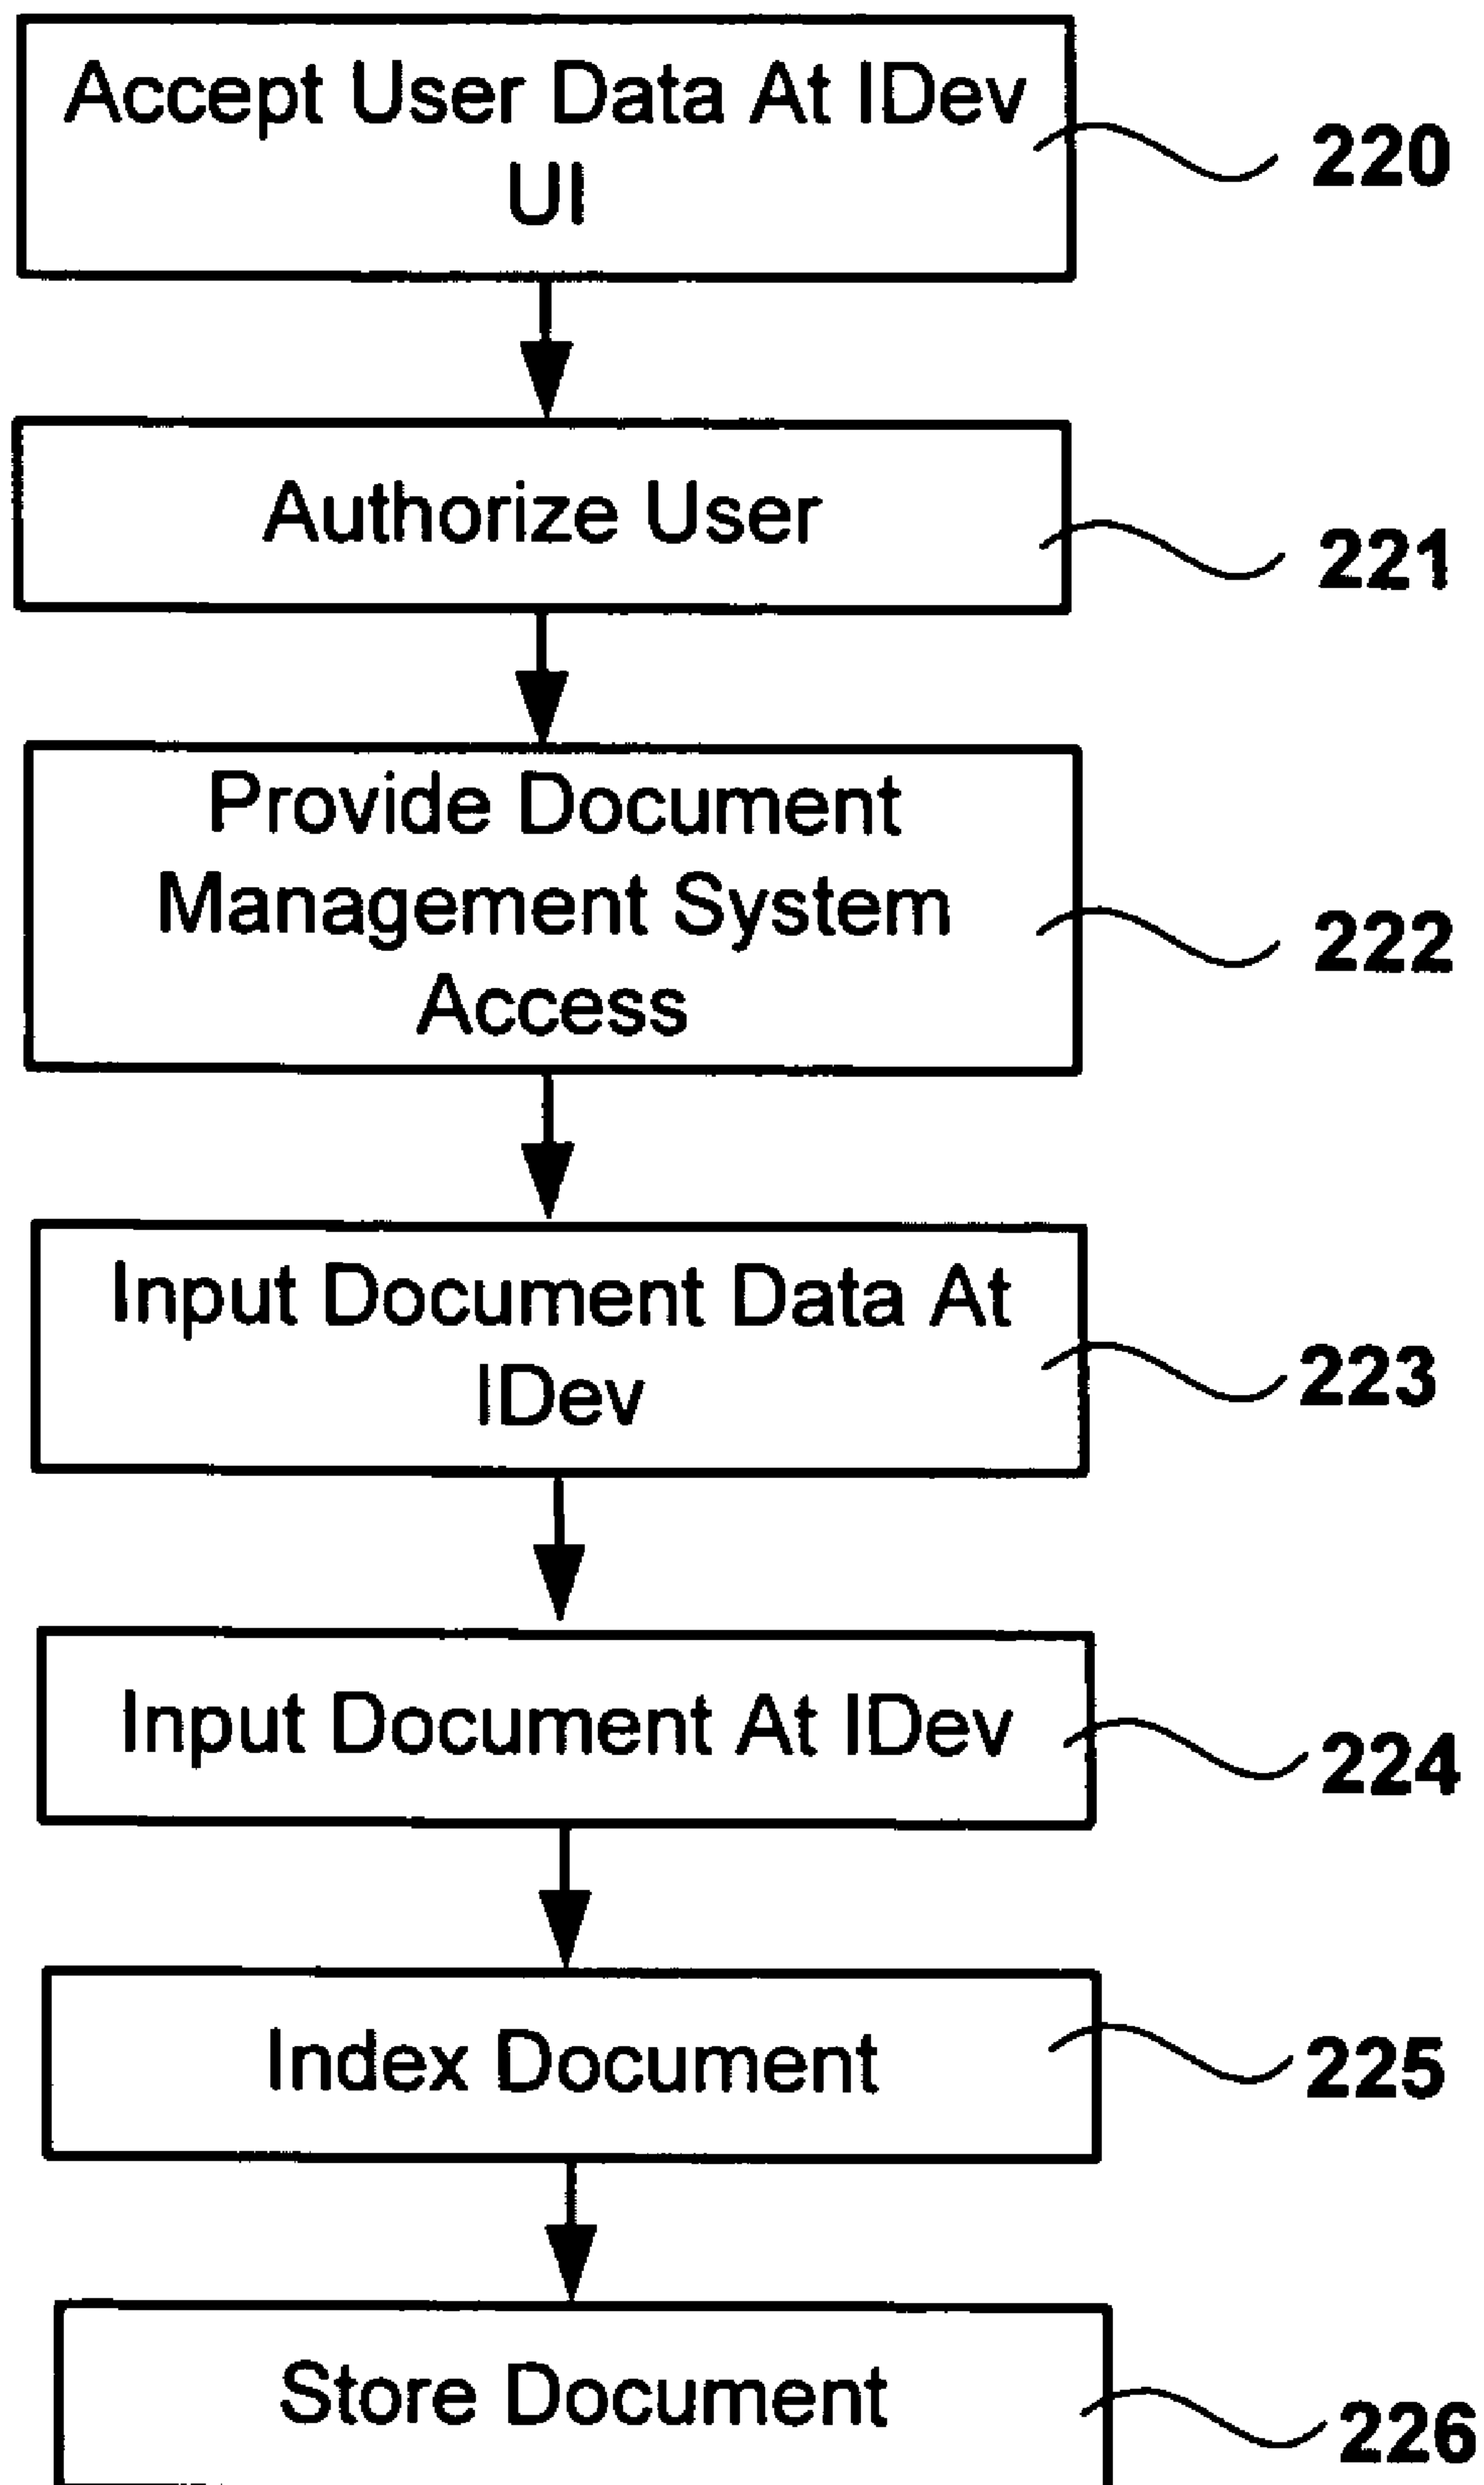 Accept User Data At IDev
UI
220
Authorize User
221
Provide Document
Management System
Access
222
Input Document Data At
IDev
223
Input Document At IDev
224
Index Document
225
Store Document
226